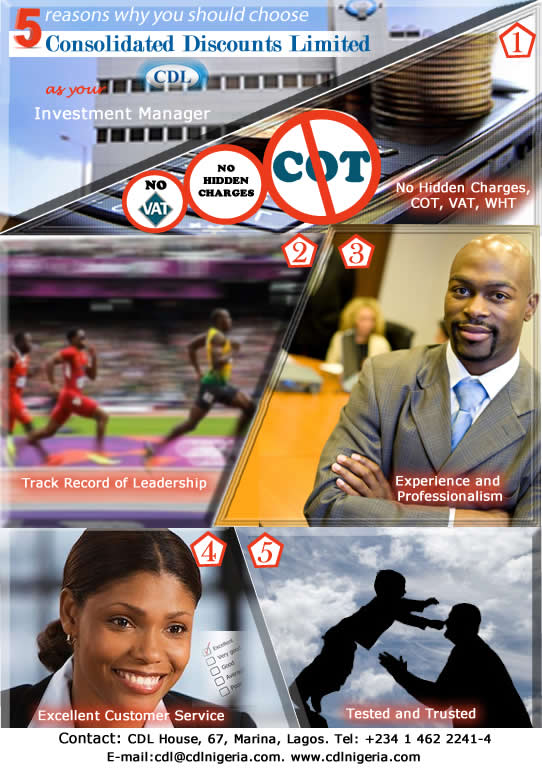 5 reasons why you should choose
Consolidated Discounts Limited
CDL
as your
Investment Manager
1
NO
VAT
NO
HIDDEN
CHARGES
COT
No Hidden Charges,
COT, VAT, WHT
2
3
Track Record of Leadership
Experience and
Professionalism
4
5
Excellent
Very good
Good
Excellent Customer Service
Tested and Trusted
Contact: CDL House, 67, Marina, Lagos. Tel: +234 1 462 2241-4
E-mail:cdl@cdlnigeria.com. www.cdlnigeria.com